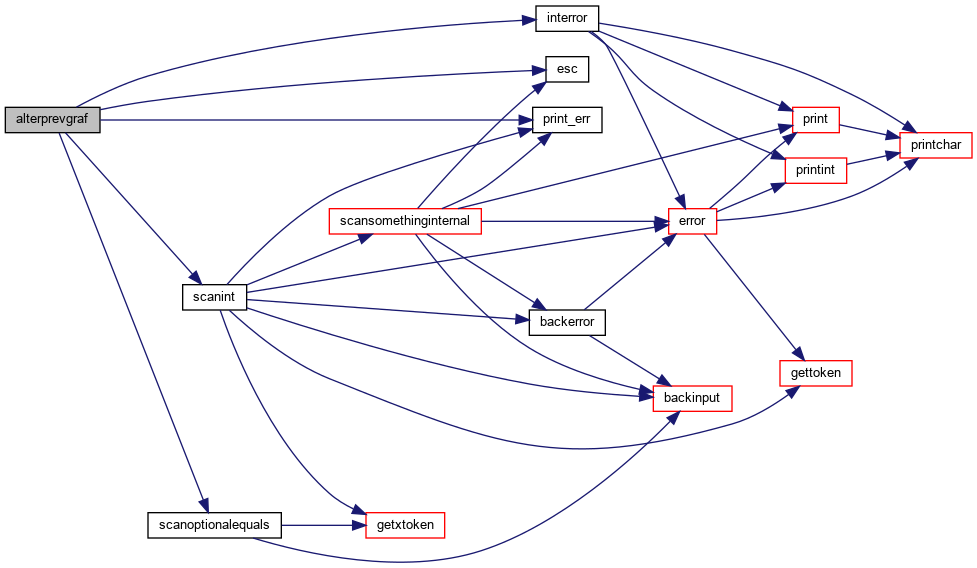 interror
esc
alterprevgraf
print_err
print
printchar
printint
scansomethinginternal
error
scanint
backerror
gettoken
backinput
scanoptionalequals
getxtoken